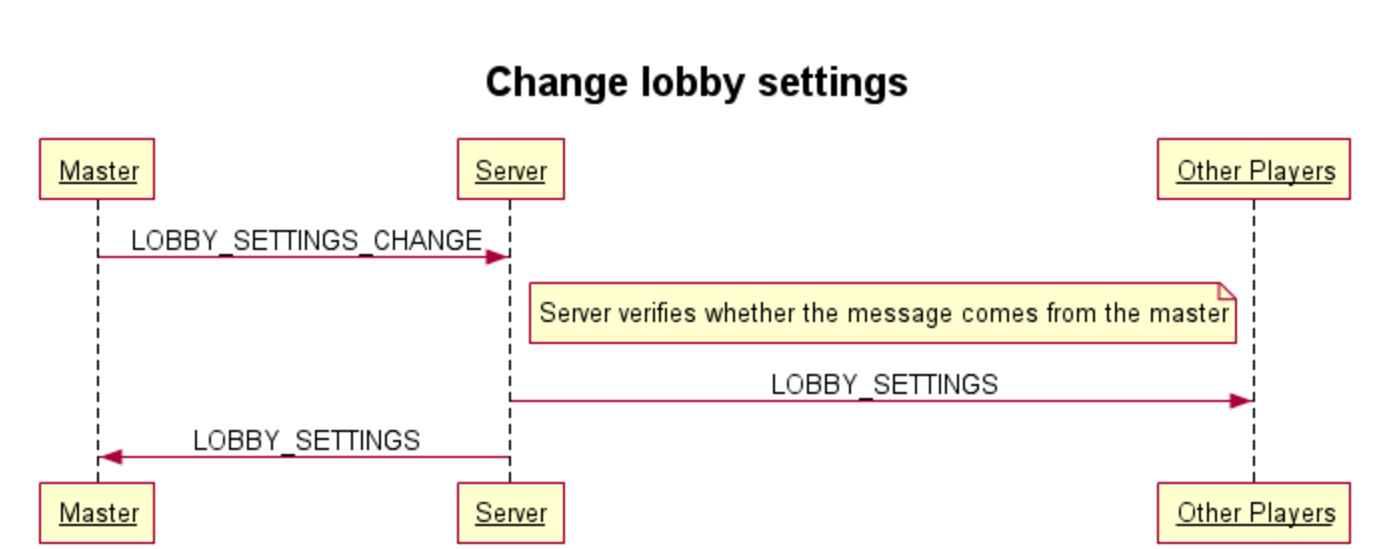 Change lobby settings
Master
Server
Other Players
LOBBY_SETTINGS_CHANGE
Server verifies whether the message comes from the master
LOBBY_SETTINGS
LOBBY_SETTINGS
Master
Server
Other Players